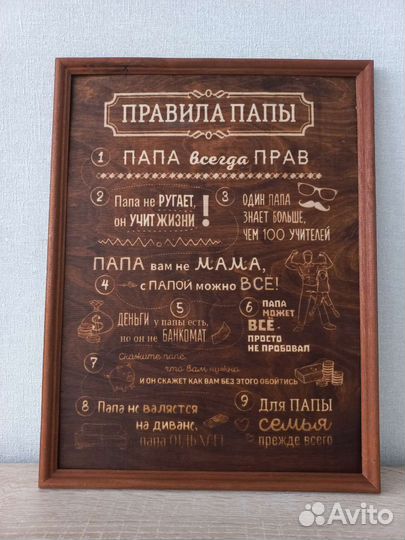 ПРАВИЛА ПАПЫ
1 ПАПА всегда ПРАВ
2 Папа не РУГАЕТ,
он УЧИТ ЖИЗНИ!
3 ОДИН ПАПА
ЗНАЕТ БОЛЬШЕ,
ЧЕМ 100 УЧИТЕЛЕЙ
ПАПА вам не МАМА,
4 с ПАПОЙ можно ВСЁ!
5
ДЕНЬГИ у папы есть,
но он не БАНКОМАТ
6 ПАПА
МОЖЕТ
ВСЁ -
ПРОСТО
НЕ ПРОБОВАЛ
7 Скажите папе,
что вам нужно
И ОН СКАЖЕТ КАК ВАМ БЕЗ ЭТОГО ОБОЙТИСЬ
8 Папа не валяется
на диване,
папа ОТДЫХАЕТ
9 Для ПАПЫ
семья
прежде всего
Avito